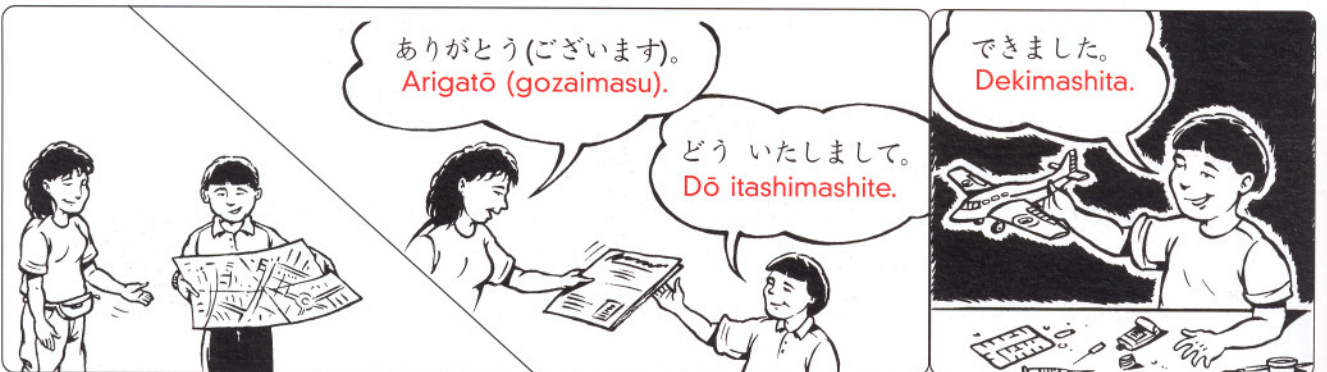 ありがとう(ございます)。
Arigatō (gozaimasu).
どう いたしまして。
Dō itashimashite.
できました。
Dekimashita.